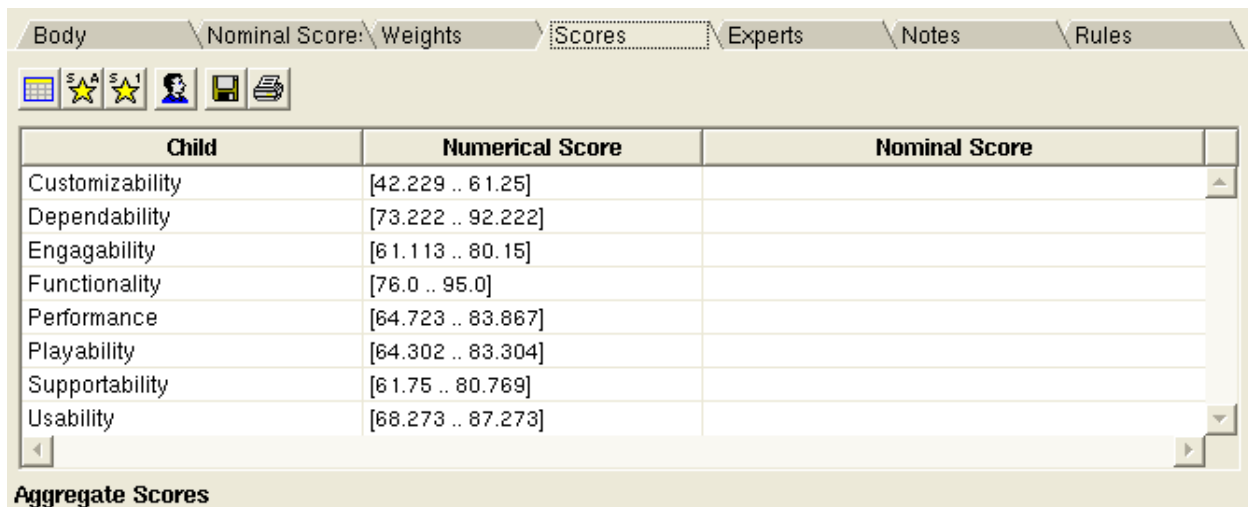 Body Nominal Score: Weights Scores Experts Notes Rules
S A S 1
Child Numerical Score Nominal Score
Customizability [42.229 .. 61.25]
Dependability [73.222 .. 92.222]
Engagability [61.113 .. 80.15]
Functionality [76.0 .. 95.0]
Performance [64.723 .. 83.867]
Playability [64.302 .. 83.304]
Supportability [61.75 .. 80.769]
Usability [68.273 .. 87.273]
Aggregate Scores